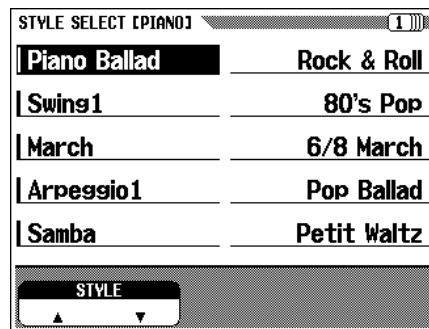 STYLE SELECT [PIANO] 1
Piano Ballad Rock & Roll
Swing1 80's Pop
March 6/8 March
Arpeggio1 Pop Ballad
Samba Petit Waltz
STYLE
▲ ▼